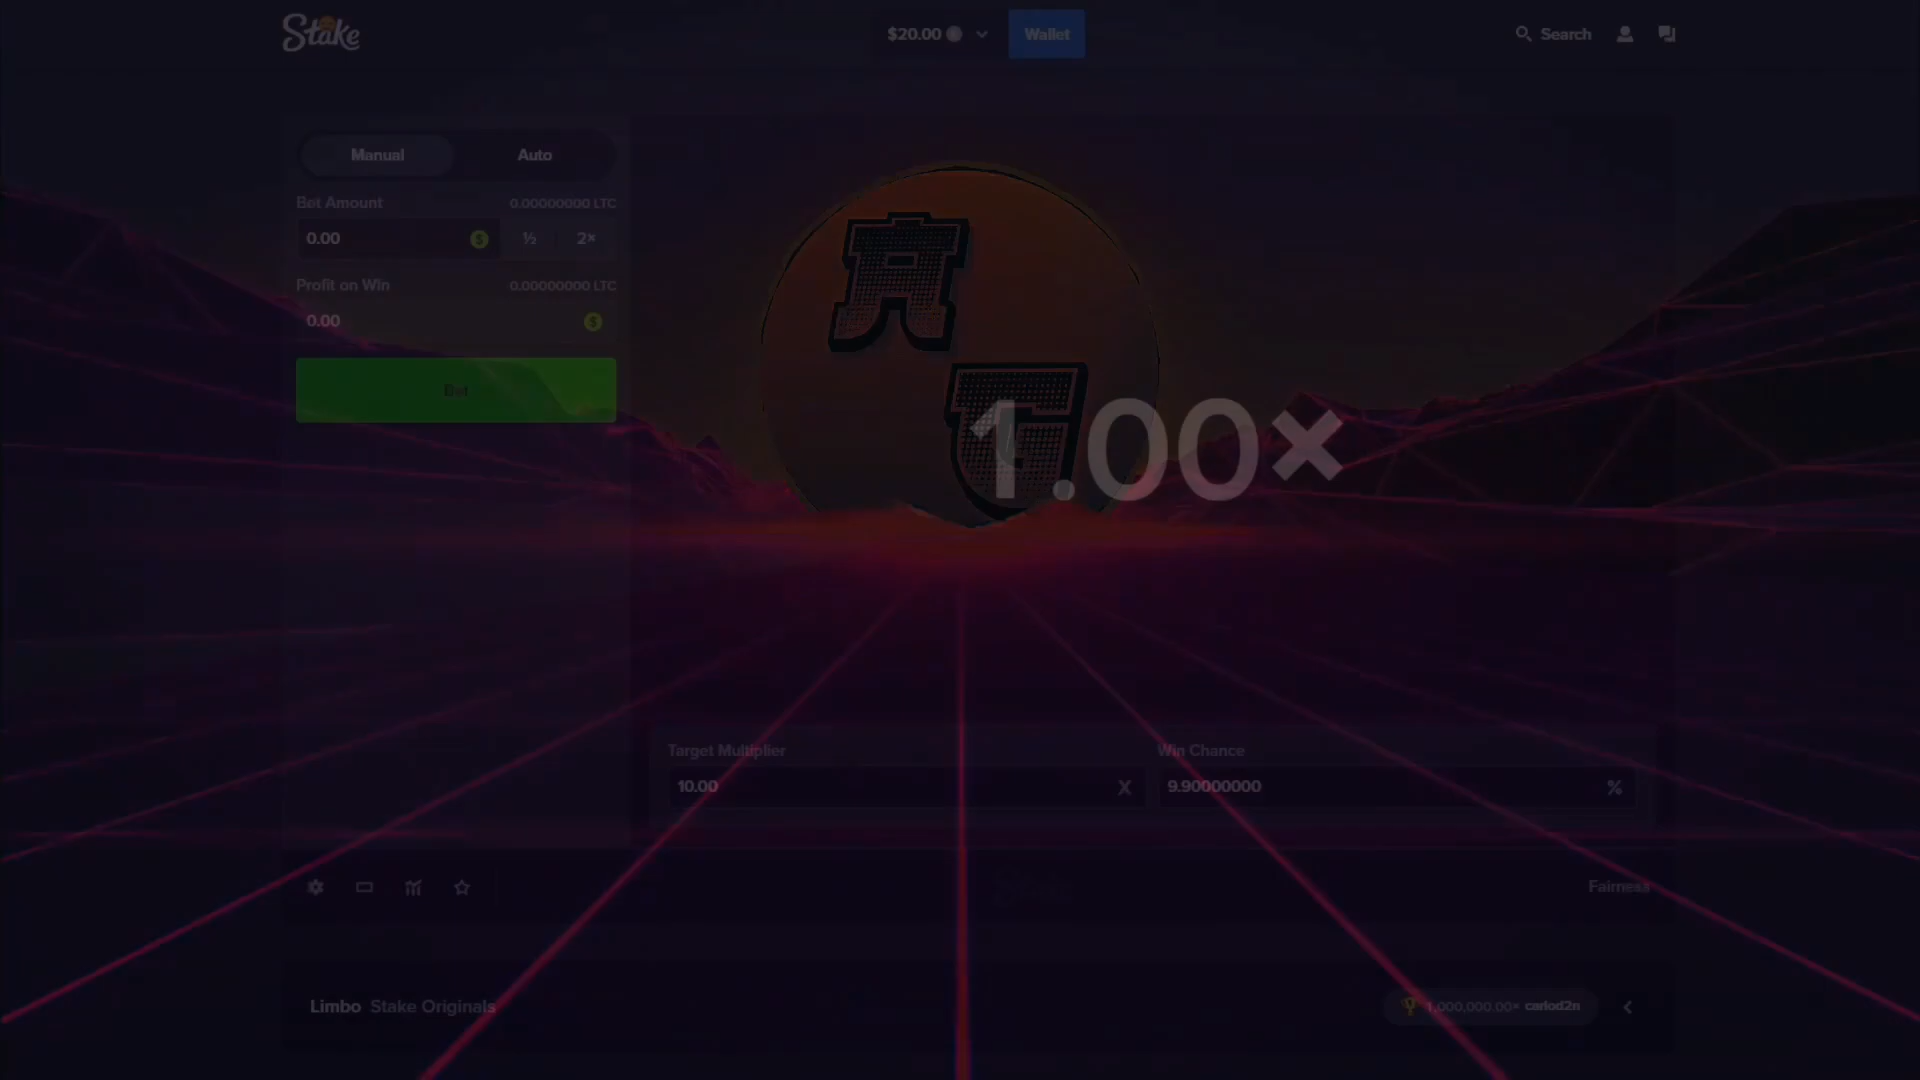 Stake
$20.00
Wallet
Search
Manual
Auto
Bet Amount
0.00000000 LTC
0.00
½
2×
Profit on Win
0.00000000 LTC
0.00
Bet
A
G
1.00×
Target Multiplier
10.00
X
Win Chance
9.90000000
%
Fairness
Limbo Stake Originals
1,000,000.00× carlod2n